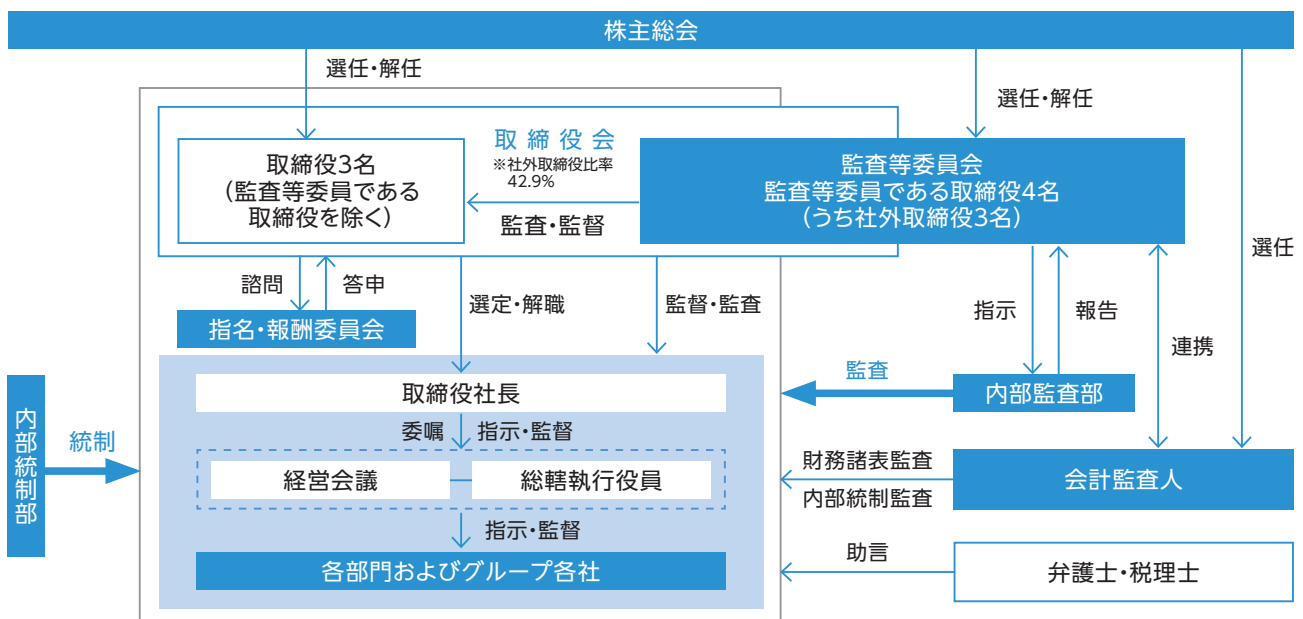 株主総会
選任・解任
選任・解任
選任
取締役会
※社外取締役比率
42.9%
取締役3名
(監査等委員である
取締役を除く)
監査・監督
監査等委員会
監査等委員である取締役4名
(うち社外取締役3名)
諮問
答申
選定・解職
監督・監査
指示
報告
連携
指名・報酬委員会
取締役社長
監査
内部監査部
内部統制部
統制
委嘱
指示・監督
経営会議
総轄執行役員
財務諸表監査
内部統制監査
会計監査人
指示・監督
各部門およびグループ各社
助言
弁護士・税理士